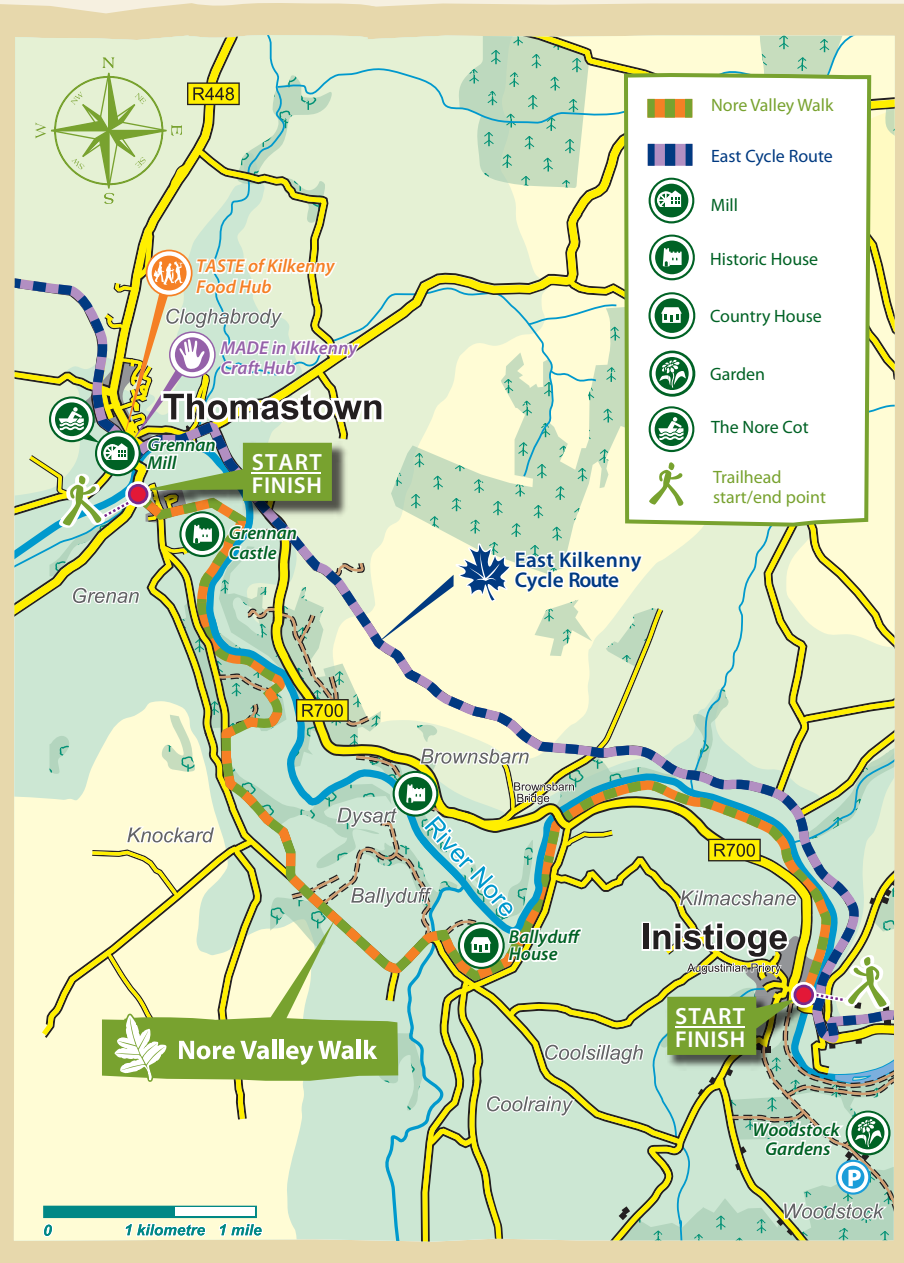 N
NW
NE
W
E
SW
SE
S
R448
Nore Valley Walk
East Cycle Route
Mill
Historic House
Country House
Garden
The Nore Cot
Trailhead
start/end point
TASTE of Kilkenny
Food Hub
Cloghabrody
MADE in Kilkenny
Craft Hub
Thomastown
Grennan
Mill
START
FINISH
Grennan
Castle
Grenan
East Kilkenny
Cycle Route
R700
Brownsbarn
Brownsbarn
Bridge
Dysart
River Nore
Knockard
R700
Ballyduff
Kilmacshane
Ballyduff
House
Inistioge
Augustinian Priory
START
FINISH
Nore Valley Walk
Coolsillagh
Coolrainy
Woodstock
Gardens
P
Woodstock
0
1 kilometre
1 mile